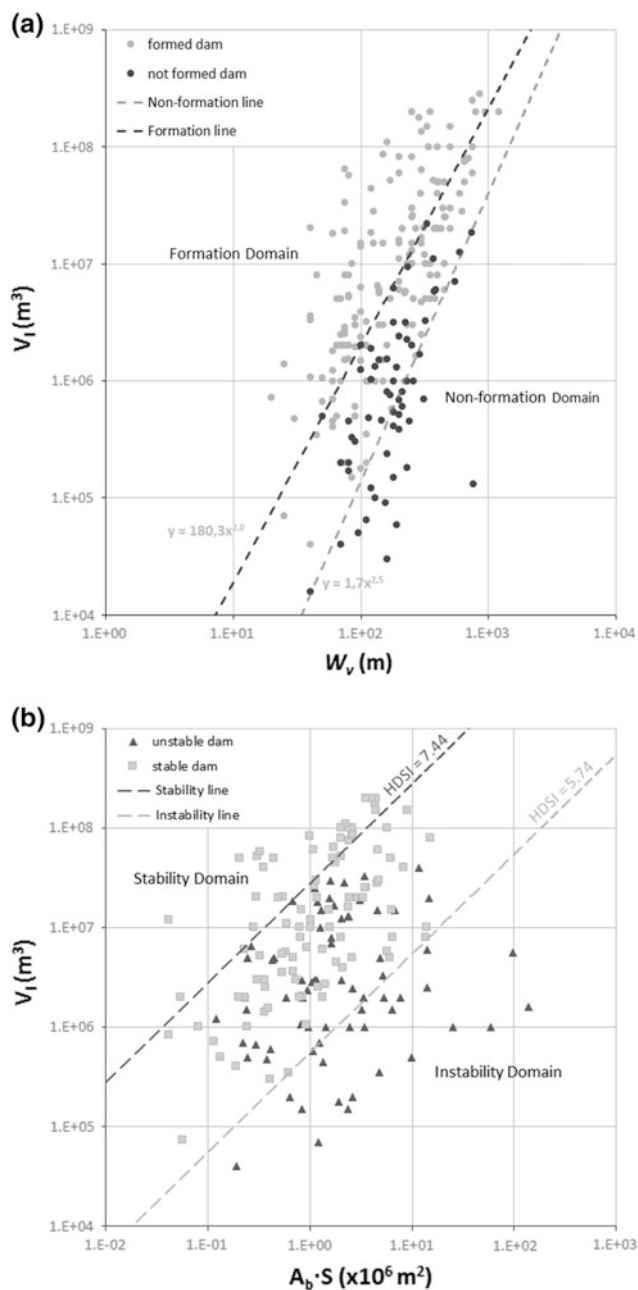 (a)
1.E+09
formed dam
not formed dam
Non-formation line
Formation line
1.E+08
Formation Domain
1.E+07
V_l (m³)
1.E+06
Non-formation Domain
1.E+05
y = 180,3x^2,0
y = 1,7x^2,5
1.E+04
1.E+00 1.E+01 1.E+02 1.E+03 1.E+04
W_v (m)
(b)
1.E+09
unstable dam
stable dam
Stability line
Instability line
HDSI = 7.44
HDSI = 5.74
1.E+08
Stability Domain
1.E+07
V_l (m³)
1.E+06
Instability Domain
1.E+05
1.E+04
1.E-02 1.E-01 1.E+00 1.E+01 1.E+02 1.E+03
A_b·S (x10⁶ m²)